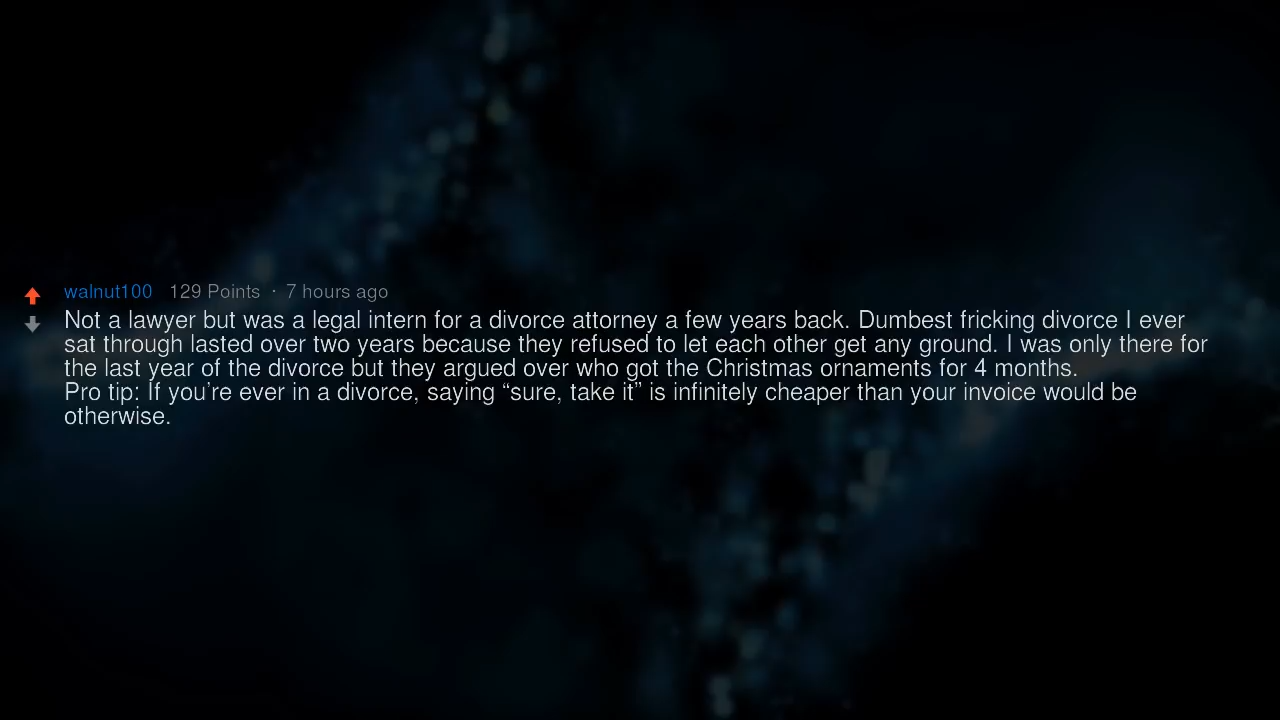 walnut100 129 Points · 7 hours ago
Not a lawyer but was a legal intern for a divorce attorney a few years back. Dumbest fricking divorce I ever
sat through lasted over two years because they refused to let each other get any ground. I was only there for
the last year of the divorce but they argued over who got the Christmas ornaments for 4 months.
Pro tip: If you’re ever in a divorce, saying “sure, take it” is infinitely cheaper than your invoice would be
otherwise.